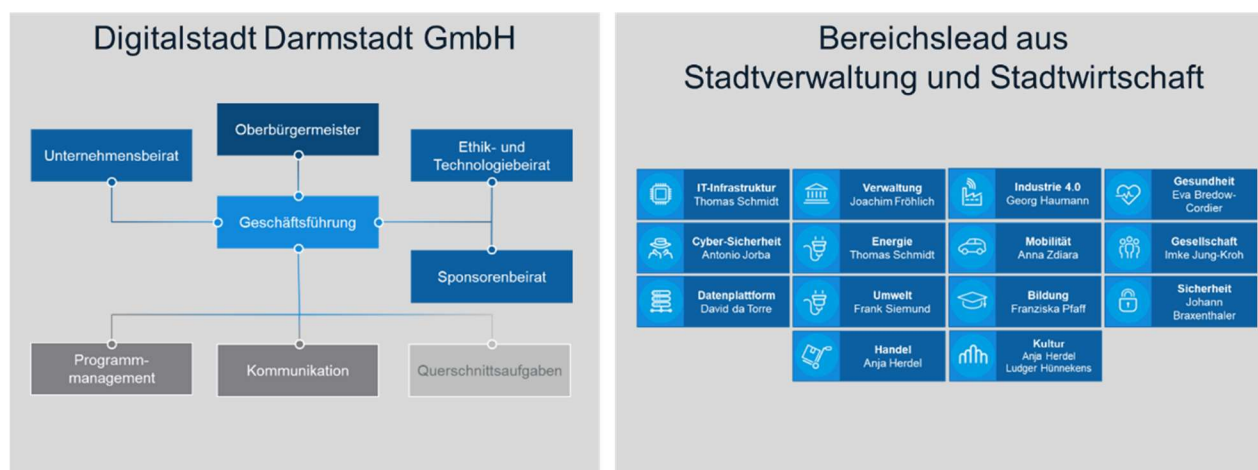 Digitalstadt Darmstadt GmbH
Oberbürgermeister
Unternehmensbeirat
Ethik- und
Technologiebeirat
Geschäftsführung
Sponsorenbeirat
Programm-
management
Kommunikation
Querschnittsaufgaben
Bereichslead aus
Stadtverwaltung und Stadtwirtschaft
IT-Infrastruktur
Thomas Schmidt
Verwaltung
Joachim Fröhlich
Industrie 4.0
Georg Haumann
Gesundheit
Eva Bredow-
Cordier
Cyber-Sicherheit
Antonio Jorba
Energie
Thomas Schmidt
Mobilität
Anna Zdiara
Gesellschaft
Imke Jung-Kroh
Datenplattform
David da Torre
Umwelt
Frank Siemund
Bildung
Franziska Pfaff
Sicherheit
Johann
Braxenthaler
Handel
Anja Herdel
Kultur
Anja Herdel
Ludger Hünnekens